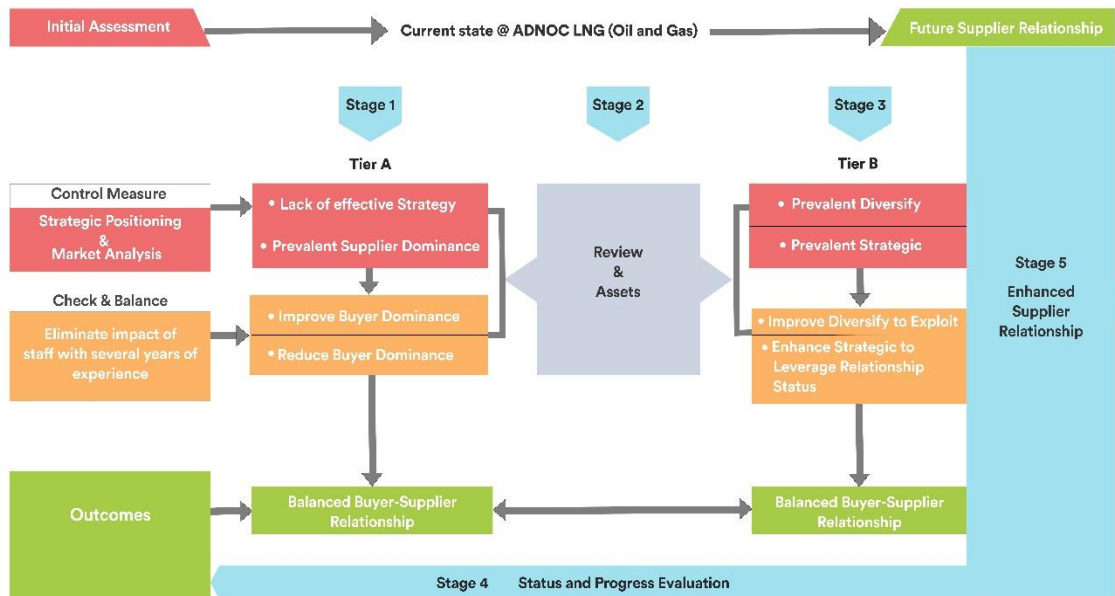 Initial Assessment
Current state @ ADNOC LNG (Oil and Gas)
Future Supplier Relationship
Stage 1
Stage 2
Stage 3
Tier A
Tier B
Control Measure
Strategic Positioning
&
Market Analysis
• Lack of effective Strategy
• Prevalent Supplier Dominance
Review
&
Assets
• Prevalent Diversify
• Prevalent Strategic
Stage 5
Enhanced
Supplier
Relationship
Check & Balance
Eliminate impact of
staff with several years of
experience
• Improve Buyer Dominance
• Reduce Buyer Dominance
• Improve Diversify to Exploit
• Enhance Strategic to
Leverage Relationship
Status
Outcomes
Balanced Buyer-Supplier
Relationship
Balanced Buyer-Supplier
Relationship
Stage 4 Status and Progress Evaluation